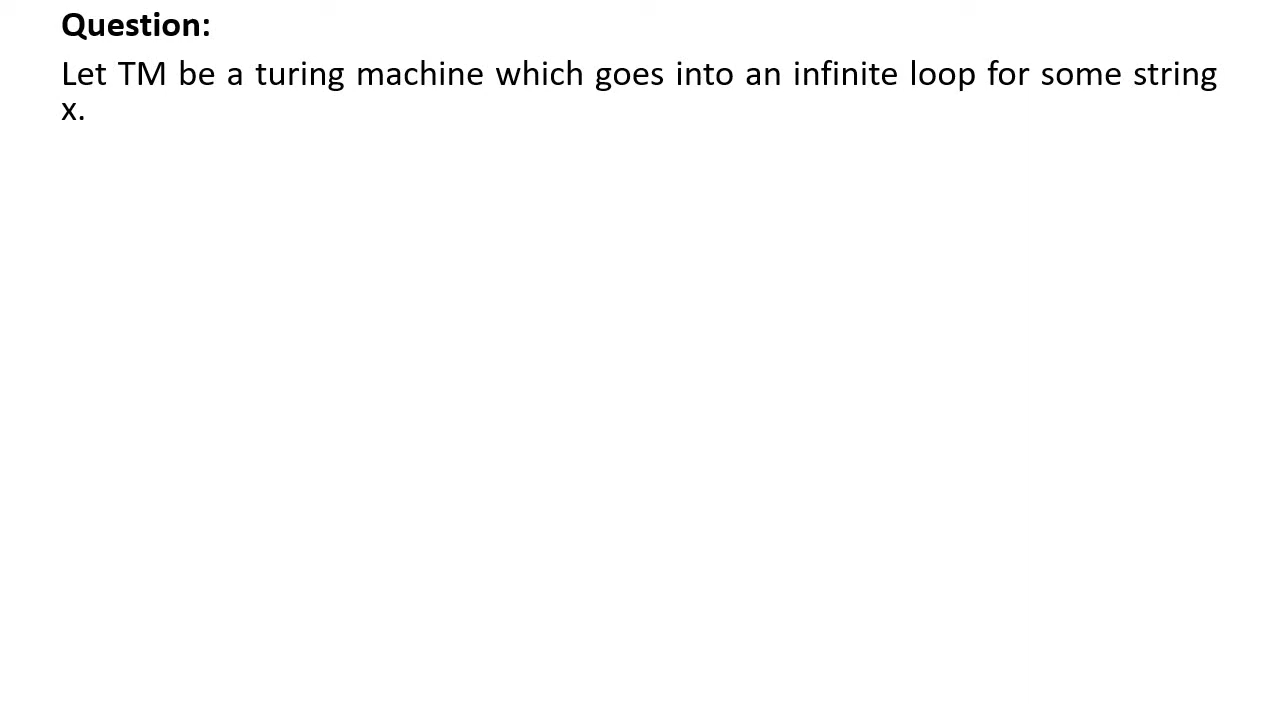 Question:
Let TM be a turing machine which goes into an infinite loop for some string
x.